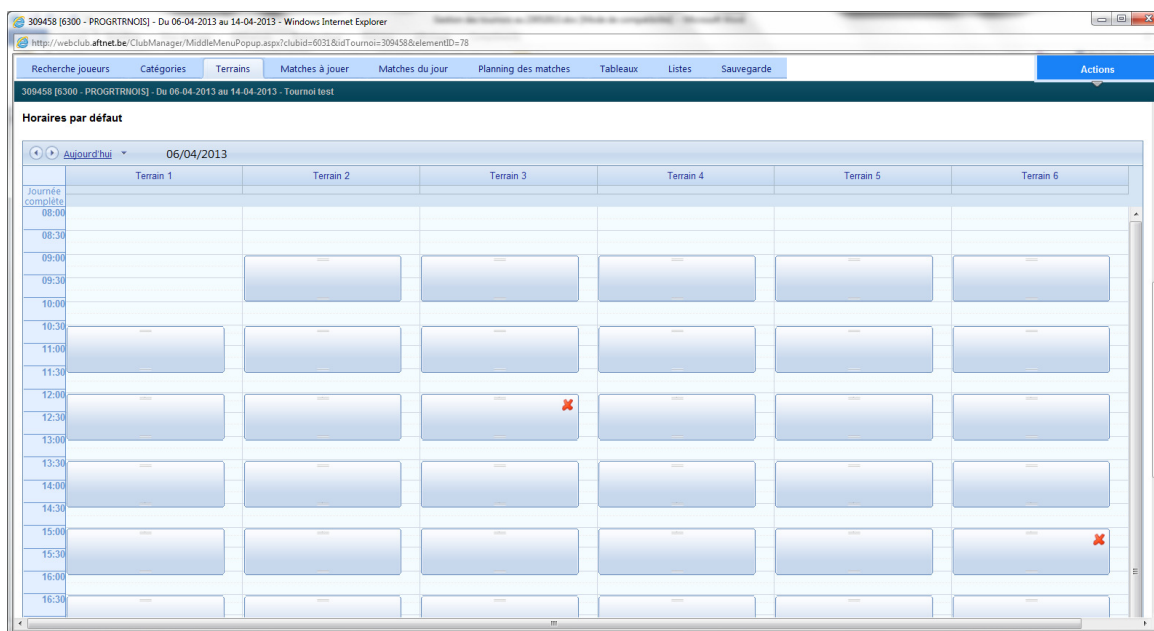 309458 [6300 - PROGRTRNOIS] - Du 06-04-2013 au 14-04-2013 - Windows Internet Explorer
http://webclub.aftnet.be/ClubManager/MiddleMenuPopup.aspx?clubid=6031&idTournoi=309458&elementID=78
Recherche joueurs Catégories Terrains Matches à jouer Matches du jour Planning des matches Tableaux Listes Sauvegarde Actions
309458 [6300 - PROGRTRNOIS] - Du 06-04-2013 au 14-04-2013 - Tournoi test
Horaires par défaut
Aujourd'hui 06/04/2013
Terrain 1 Terrain 2 Terrain 3 Terrain 4 Terrain 5 Terrain 6
Journée
complète
08:00
08:30
09:00
09:30
10:00
10:30
11:00
11:30
12:00
12:30
13:00
13:30
14:00
14:30
15:00
15:30
16:00
16:30